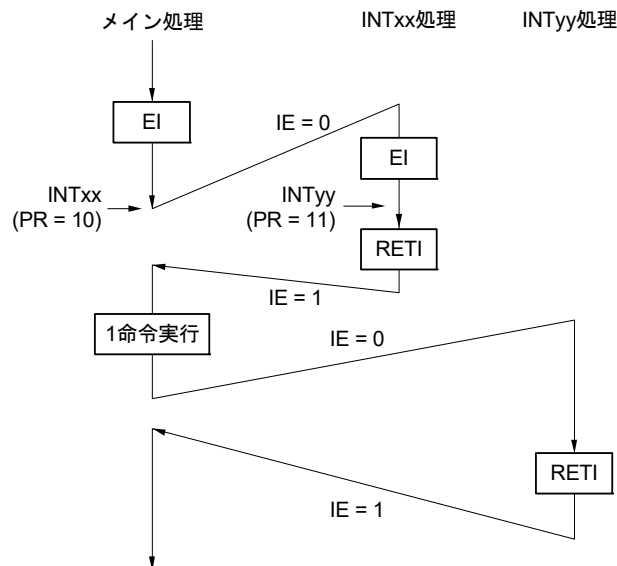 メイン処理
INTxx処理
INTyy処理
EI
IE = 0
EI
INTxx
(PR = 10)
INTyy
(PR = 11)
RETI
IE = 1
1命令実行
IE = 0
RETI
IE = 1